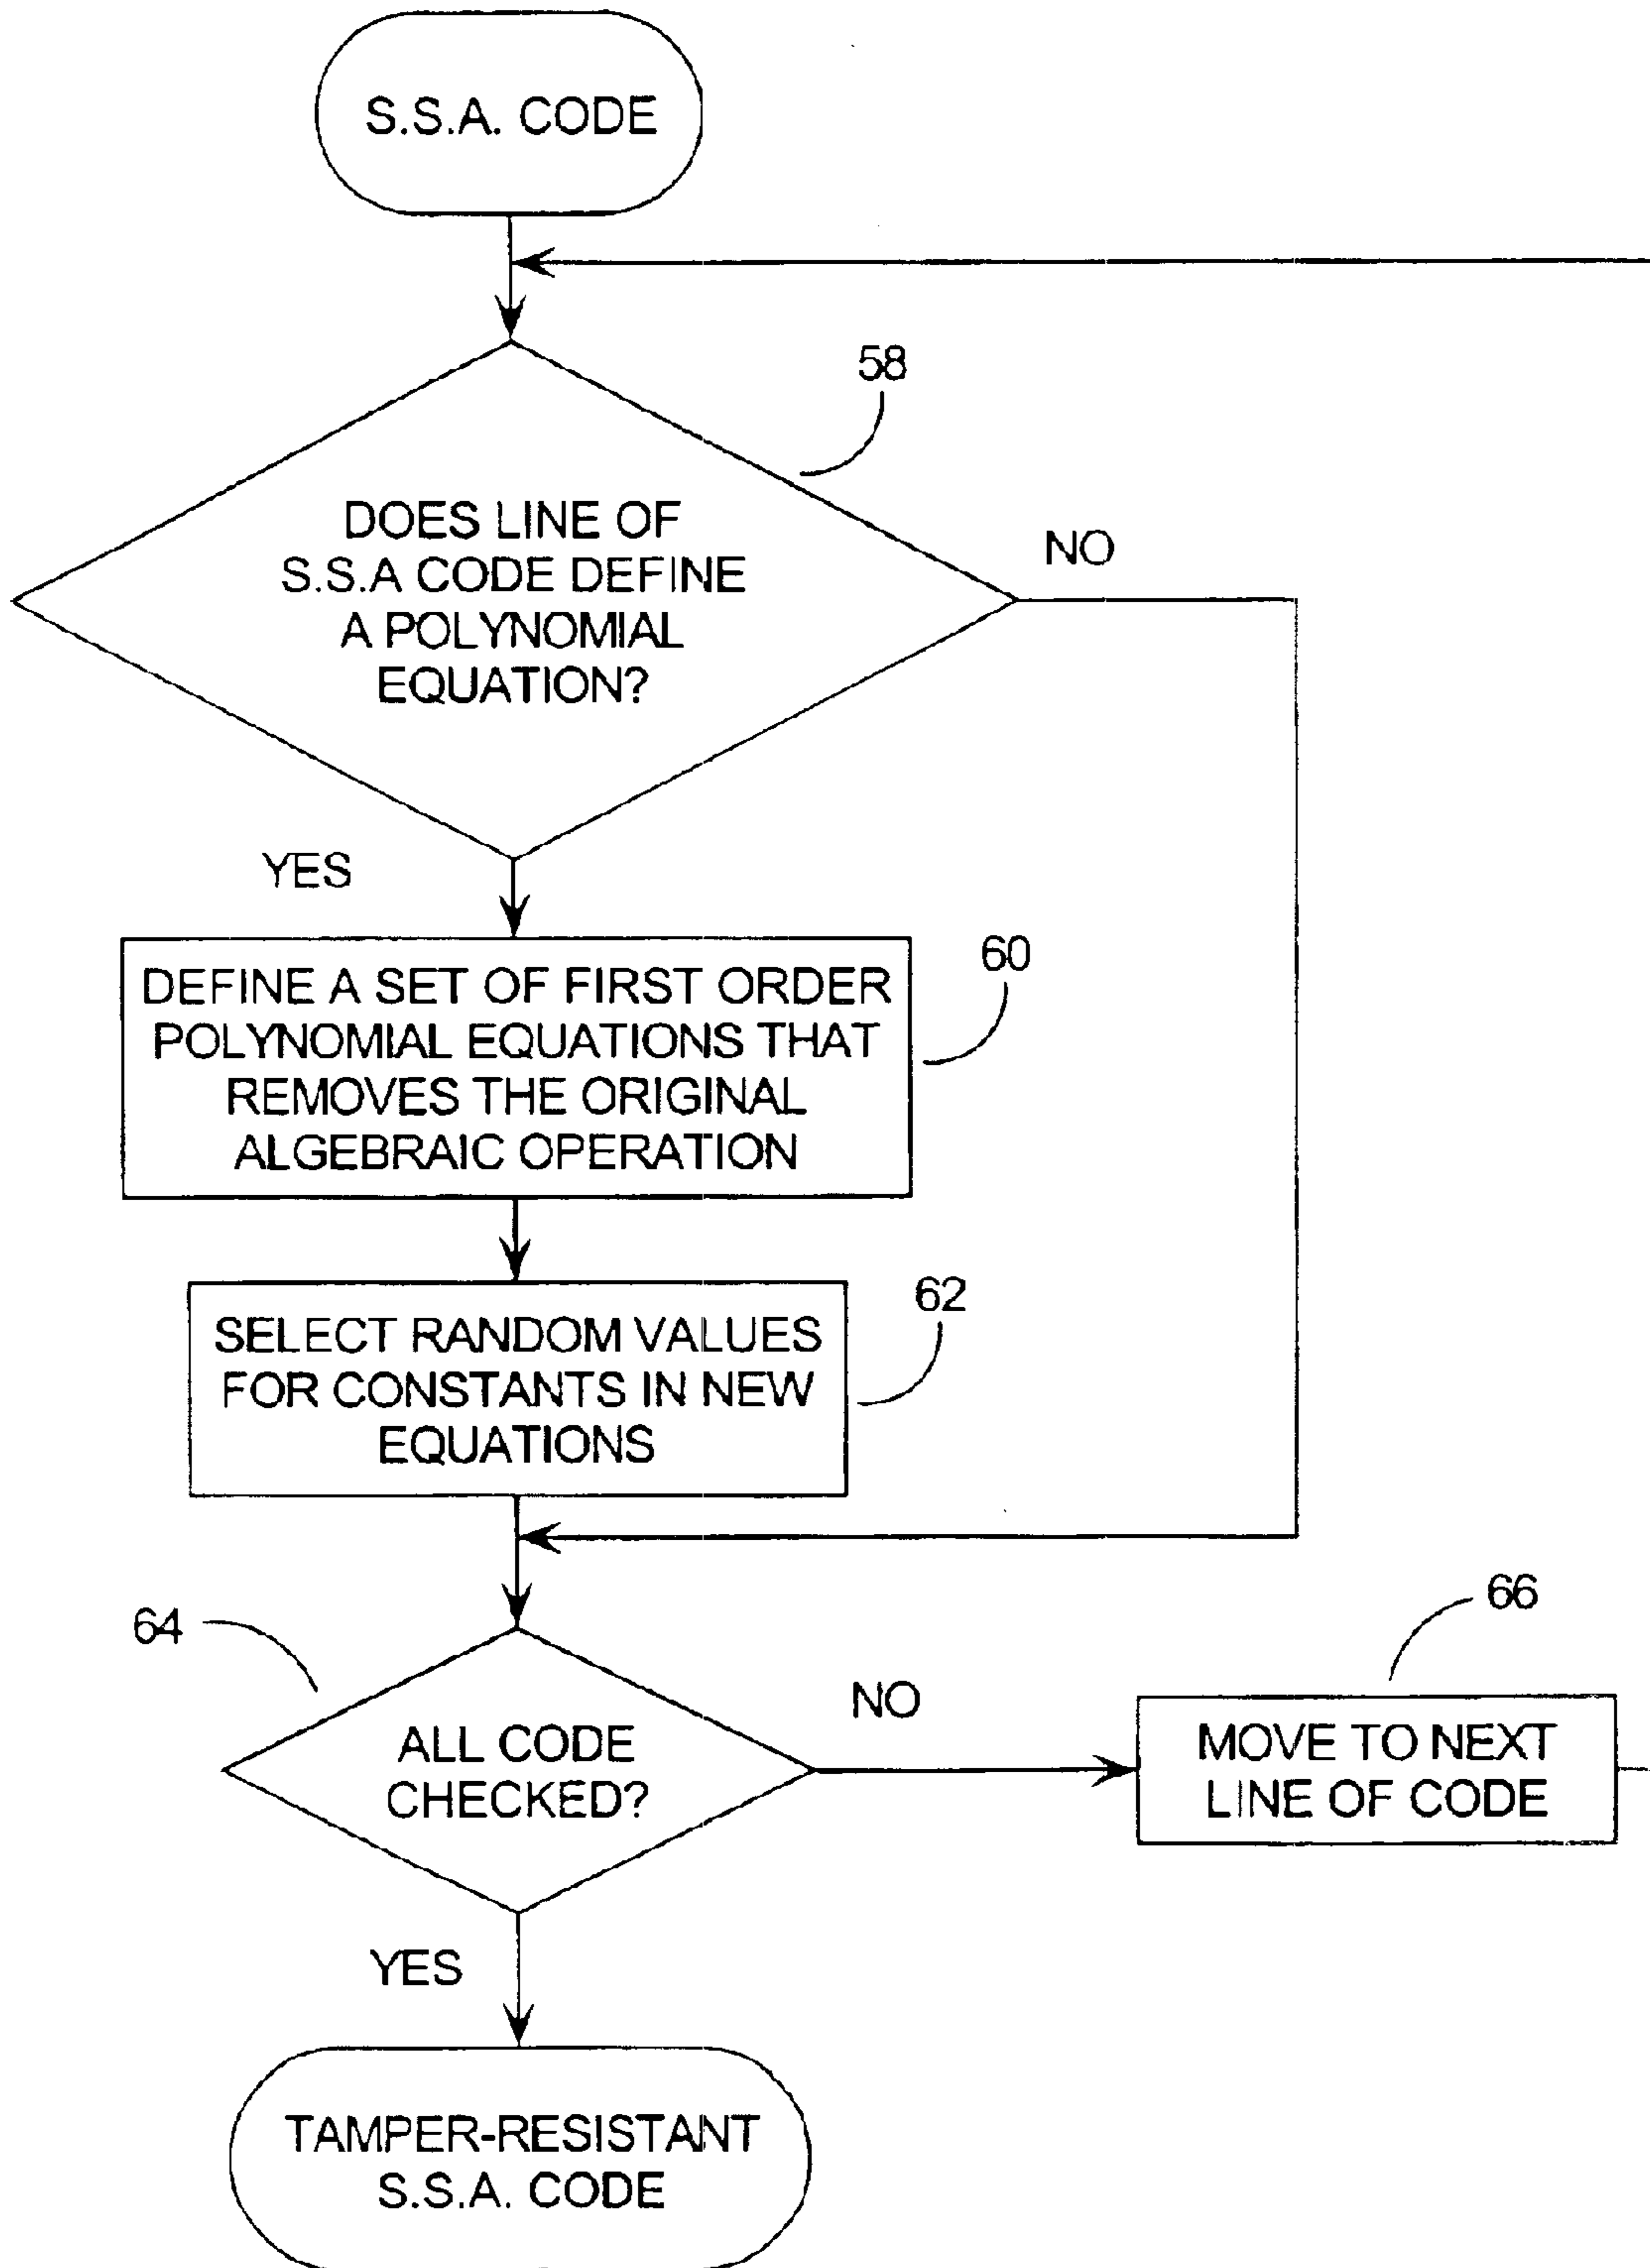 S.S.A. CODE
58
DOES LINE OF
S.S.A CODE DEFINE
A POLYNOMIAL
EQUATION?
NO
YES
60
DEFINE A SET OF FIRST ORDER
POLYNOMIAL EQUATIONS THAT
REMOVES THE ORIGINAL
ALGEBRAIC OPERATION
62
SELECT RANDOM VALUES
FOR CONSTANTS IN NEW
EQUATIONS
64
ALL CODE
CHECKED?
NO
66
MOVE TO NEXT
LINE OF CODE
YES
TAMPER-RESISTANT
S.S.A. CODE